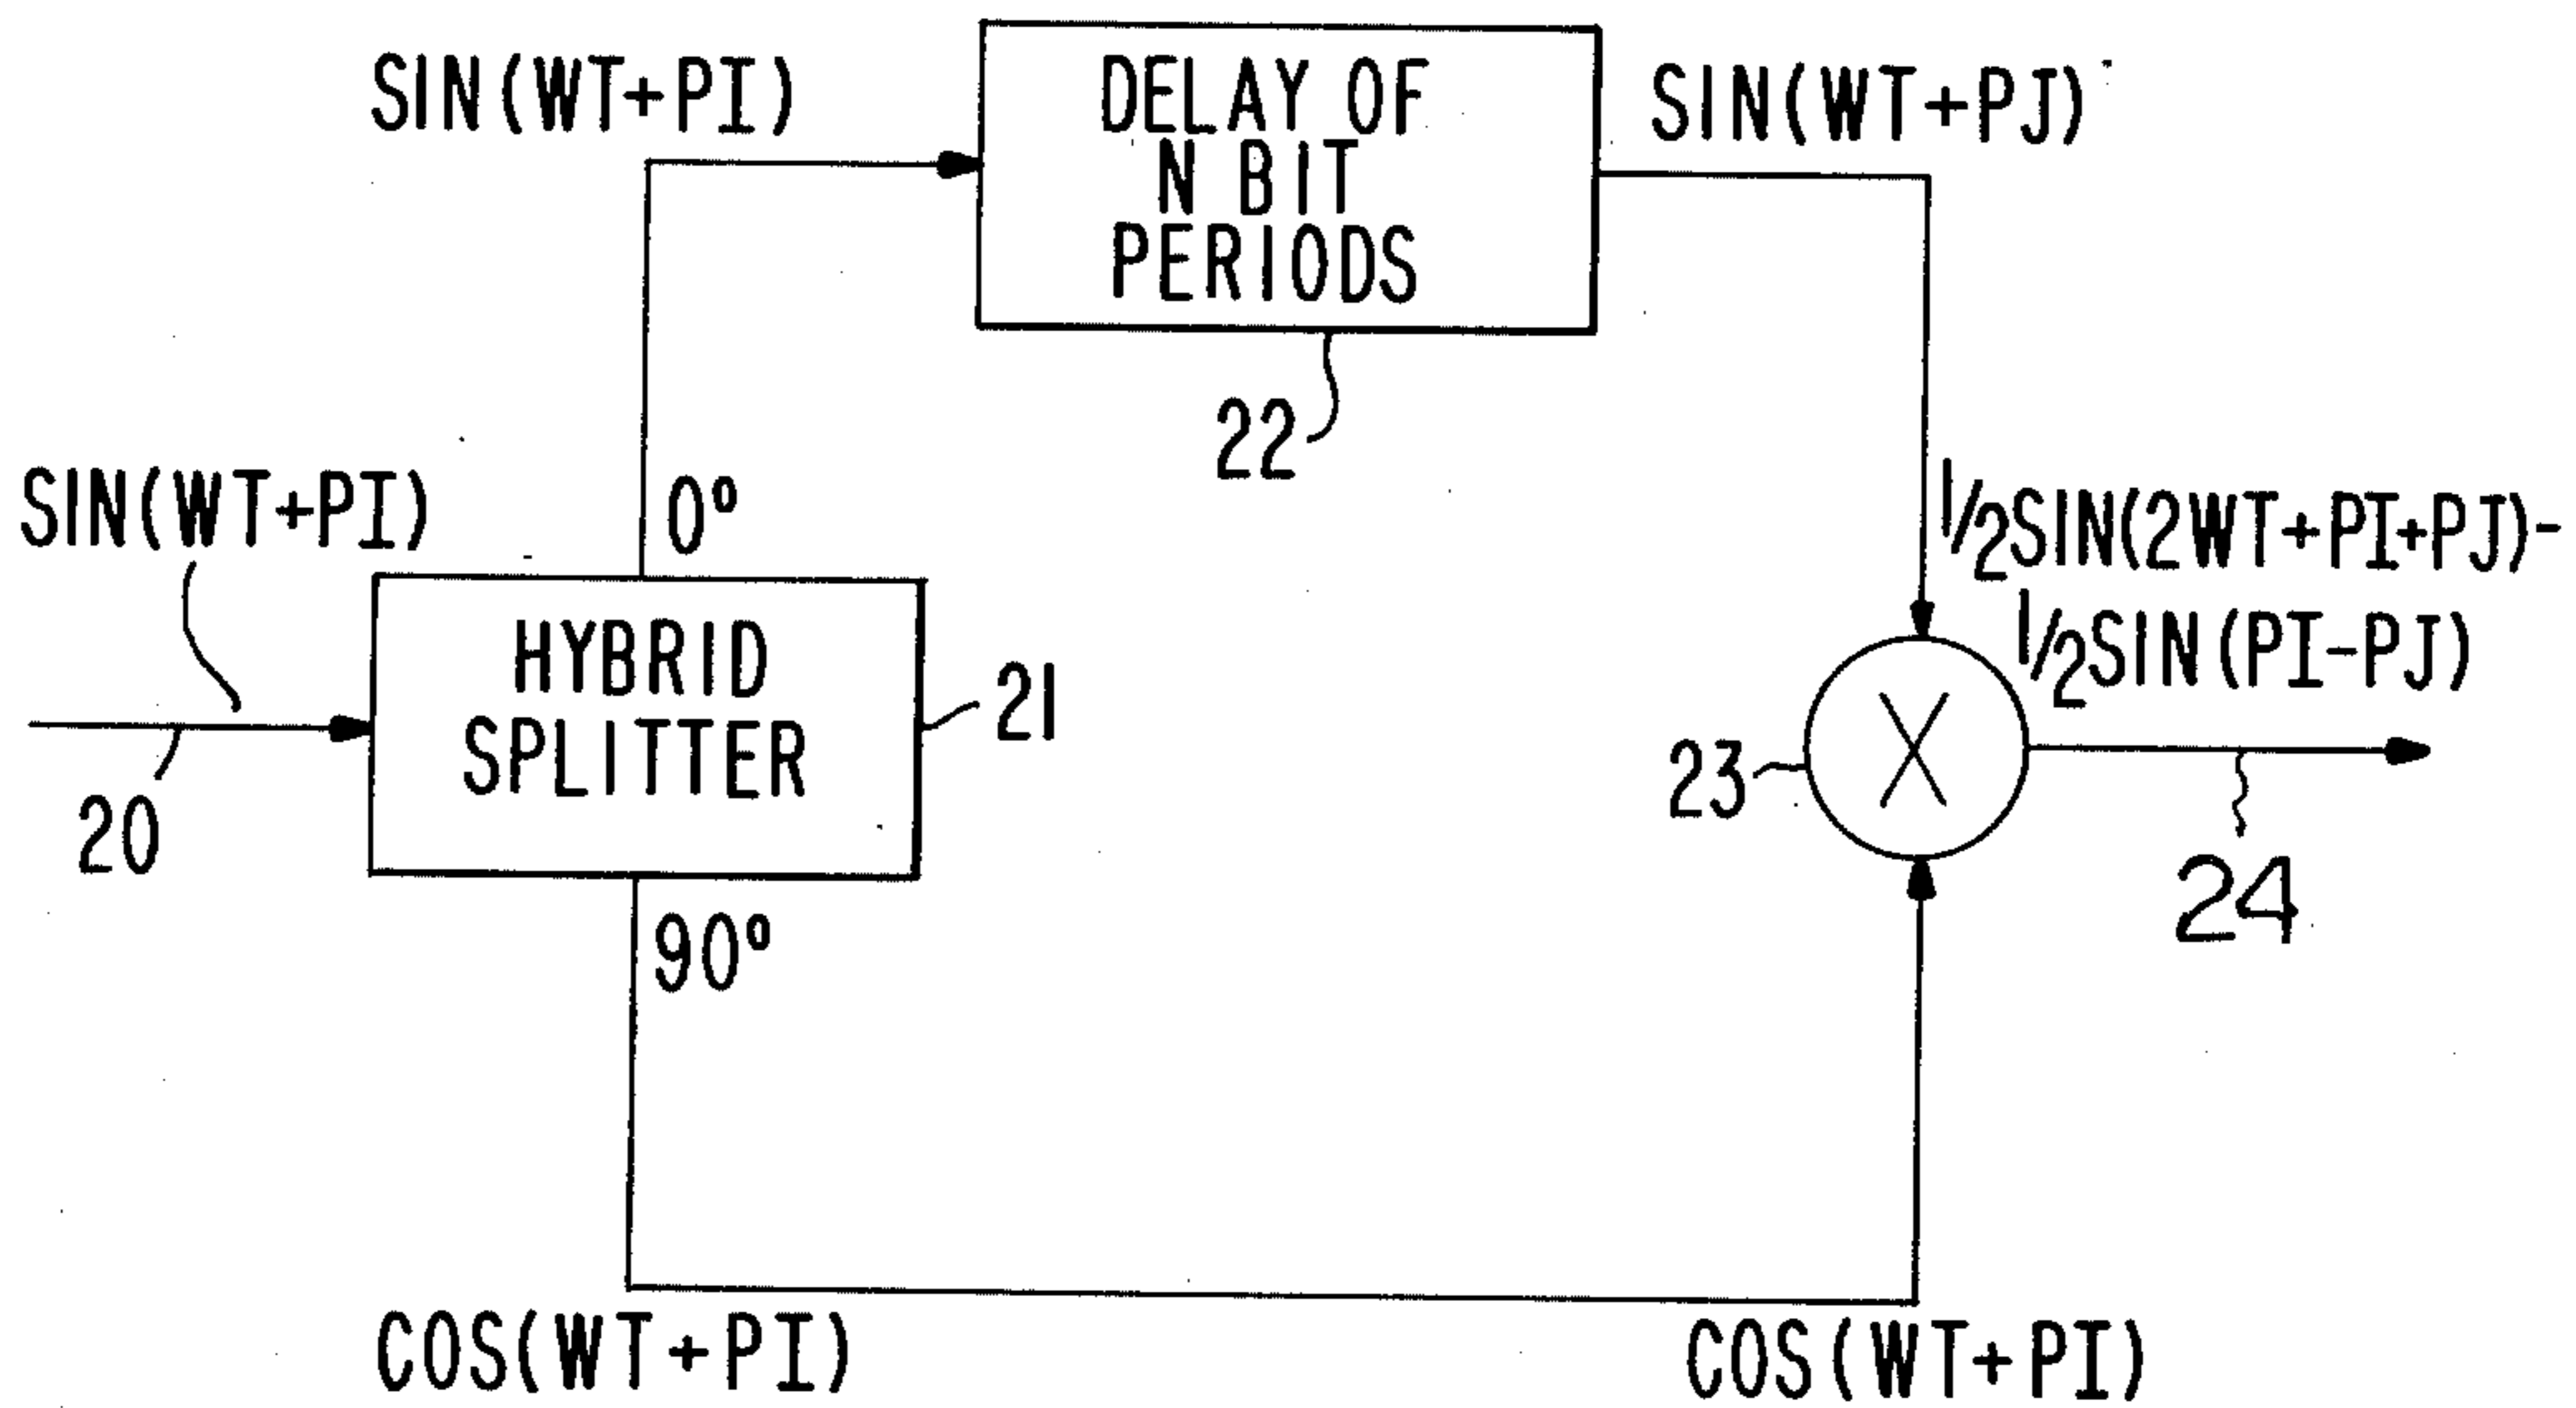 SIN(WT+PI)
DELAY OF
N BIT
PERIODS
SIN(WT+PJ)
22
SIN(WT+PI)
0°
½SIN(2WT+PI+PJ)-
½SIN(PI-PJ)
HYBRID
SPLITTER
21
20
23
24
90°
COS(WT+PI)
COS(WT+PI)